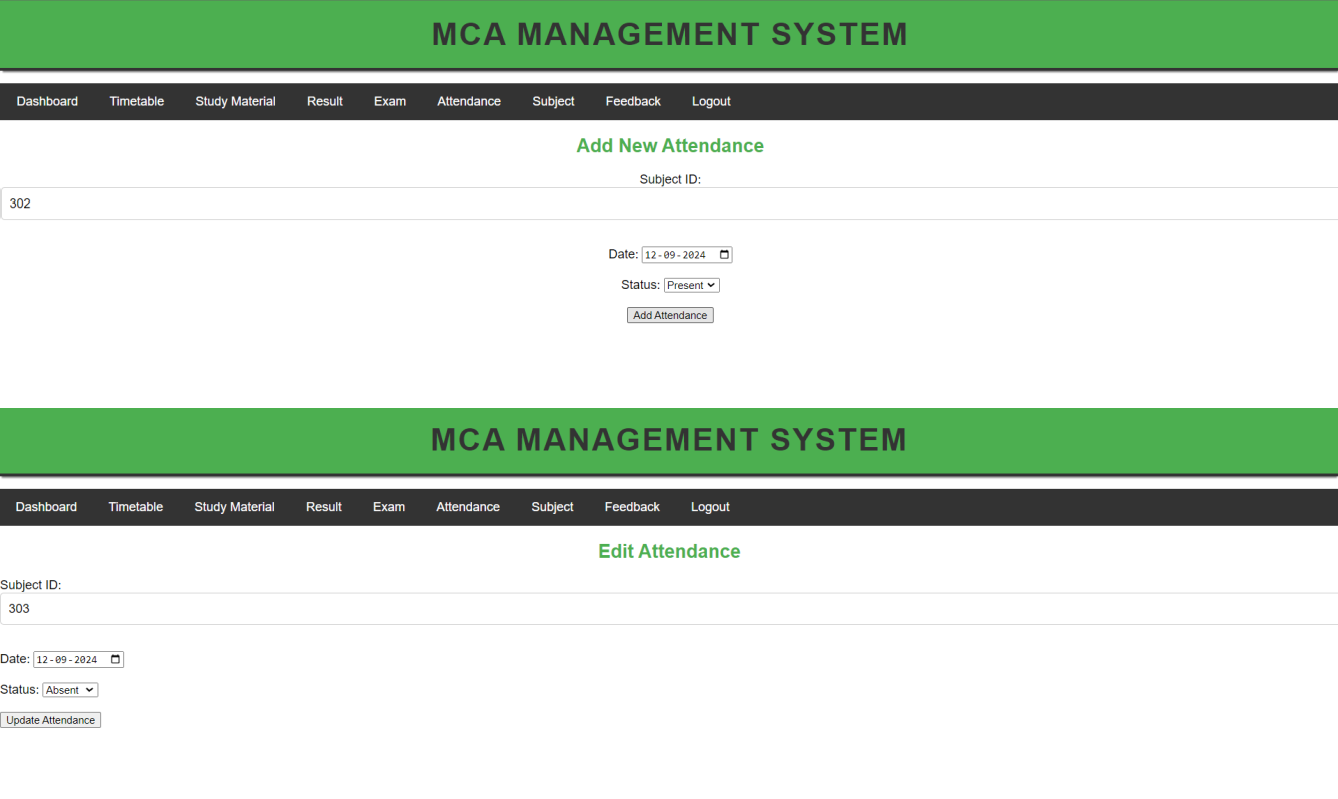 MCA MANAGEMENT SYSTEM
Dashboard Timetable Study Material Result Exam Attendance Subject Feedback Logout
Add New Attendance
Subject ID:
302
Date: 12-09-2024
Status: Present
Add Attendance
MCA MANAGEMENT SYSTEM
Dashboard Timetable Study Material Result Exam Attendance Subject Feedback Logout
Edit Attendance
Subject ID:
303
Date: 12-09-2024
Status: Absent
Update Attendance